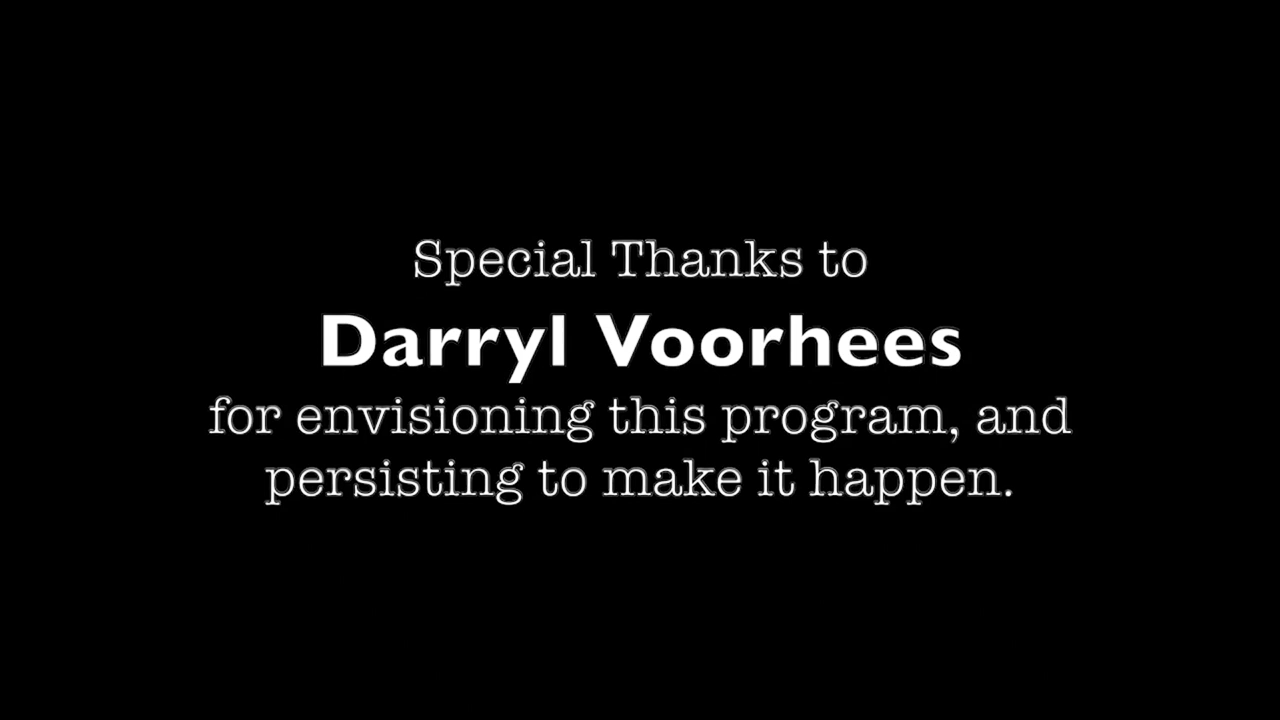 Special Thanks to
Darryl Voorhees
for envisioning this program, and
persisting to make it happen.